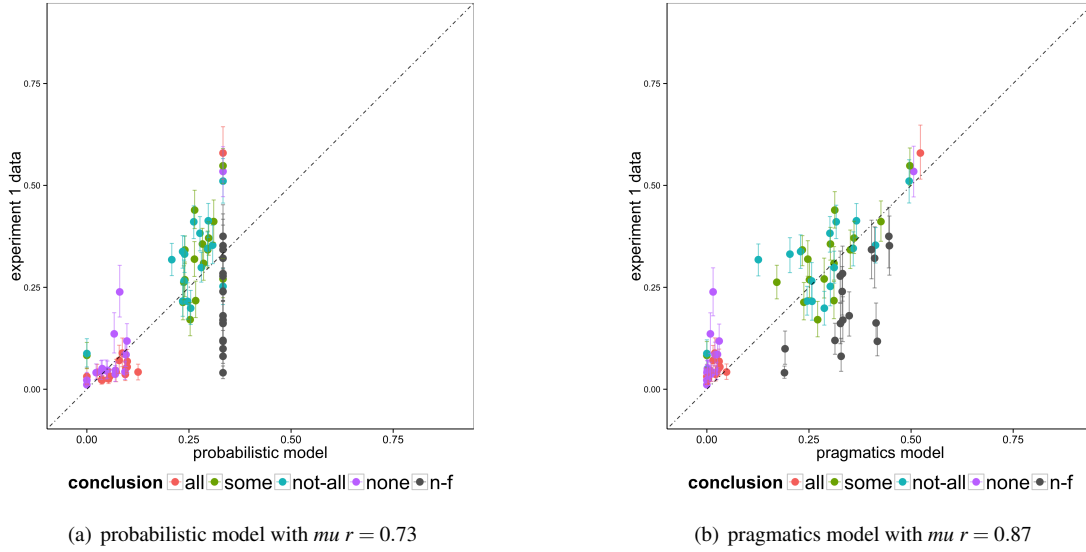 0.75
0.50
0.25
0.00
experiment 1 data
0.00 0.25 0.50 0.75
probabilistic model
conclusion all some not-all none n-f
(a) probabilistic model with mu r = 0.73
0.75
0.50
0.25
0.00
experiment 1 data
0.00 0.25 0.50 0.75
pragmatics model
conclusion all some not-all none n-f
(b) pragmatics model with mu r = 0.87